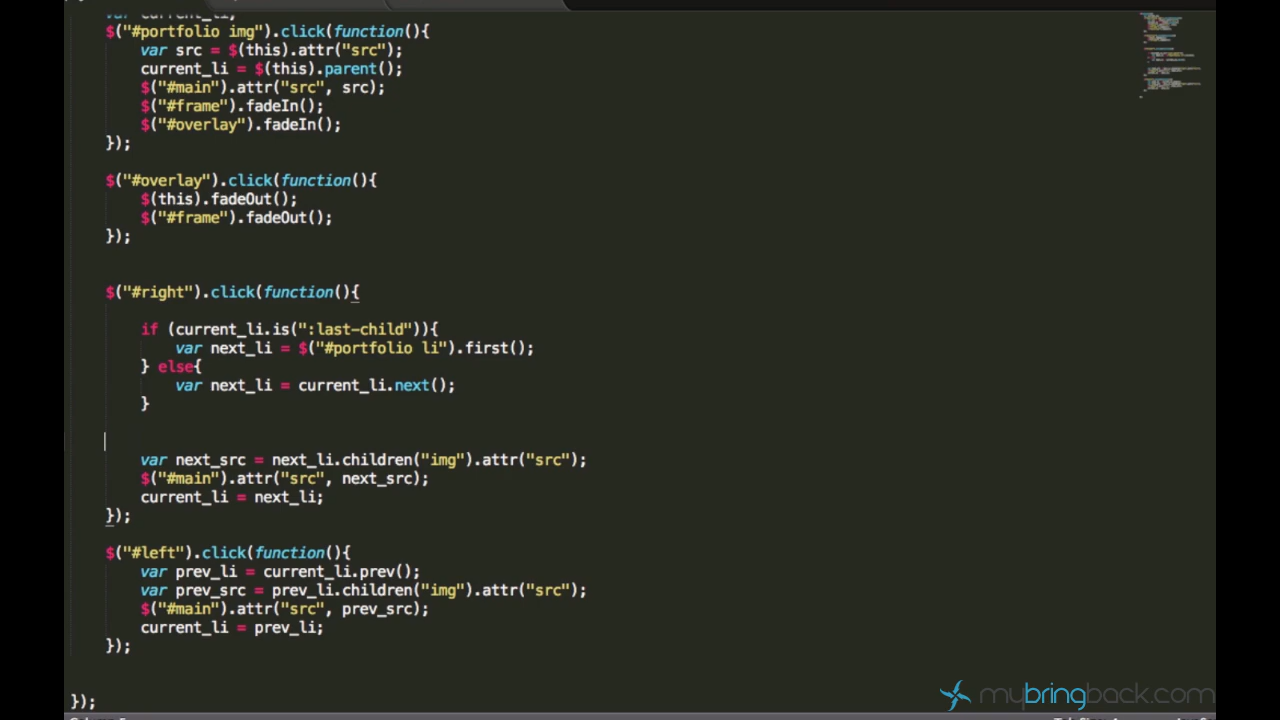 var current_li;
$("#portfolio img").click(function(){
var src = $(this).attr("src");
current_li = $(this).parent();
$("#main").attr("src", src);
$("#frame").fadeIn();
$("#overlay").fadeIn();
});
$("#overlay").click(function(){
$(this).fadeOut();
$("#frame").fadeOut();
});
$("#right").click(function(){
if (current_li.is(":last-child")){
var next_li = $("#portfolio li").first();
} else{
var next_li = current_li.next();
}
var next_src = next_li.children("img").attr("src");
$("#main").attr("src", next_src);
current_li = next_li;
});
$("#left").click(function(){
var prev_li = current_li.prev();
var prev_src = prev_li.children("img").attr("src");
$("#main").attr("src", prev_src);
current_li = prev_li;
});
});
mybringback.com